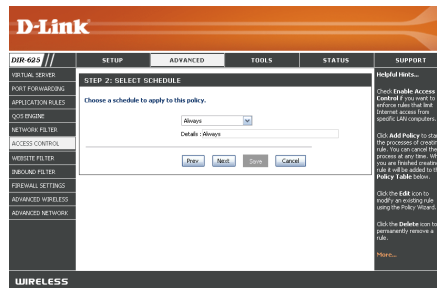 D-Link
DIR-625 //
SETUP
ADVANCED
TOOLS
STATUS
SUPPORT
VIRTUAL SERVER
PORT FORWARDING
APPLICATION RULES
QOS ENGINE
NETWORK FILTER
ACCESS CONTROL
WEBSITE FILTER
INBOUND FILTER
FIREWALL SETTINGS
ADVANCED WIRELESS
ADVANCED NETWORK
STEP 2: SELECT SCHEDULE
Choose a schedule to apply to this policy.
Always
Details : Always
Prev
Next
Save
Cancel
Helpful Hints...
Check Enable Access
Control if you want to
enforce rules that limit
Internet access from
specific LAN computers.
Click Add Policy to star
the processes of creatin
rule. You can cancel the
process at any time. Wh
you are finished creating
rule it will be added to th
Policy Table below.
Click the Edit icon to
modify an existing rule
using the Policy Wizard.
Click the Delete icon to
permanently remove a
rule.
More...
WIRELESS